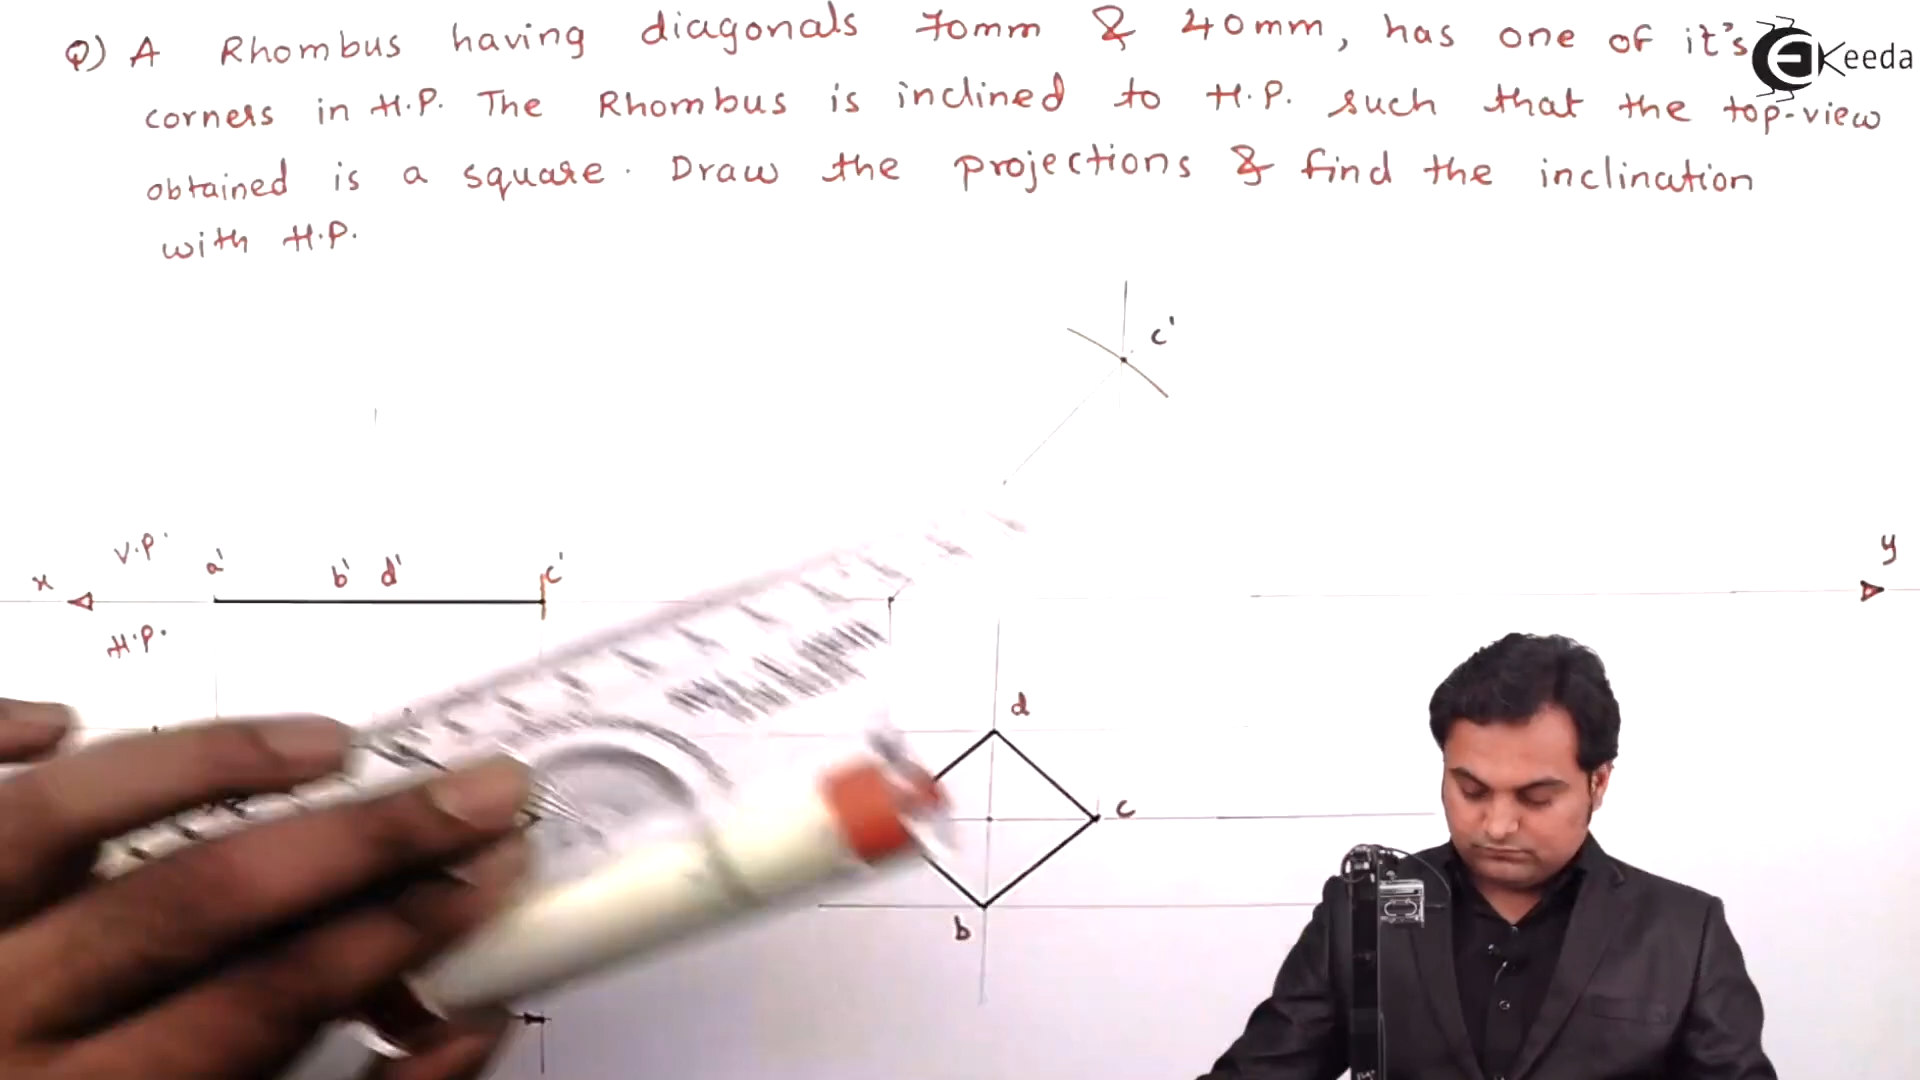 Q) A Rhombus having diagonals 70mm & 40mm, has one of it's
corners in H.P. The Rhombus is inclined to H.P. such that the top-view
obtained is a square. Draw the projections & find the inclination
with H.P.
EKeeda
c'
V.P.
x a' b' d' c' y
H.P.
d
c
b